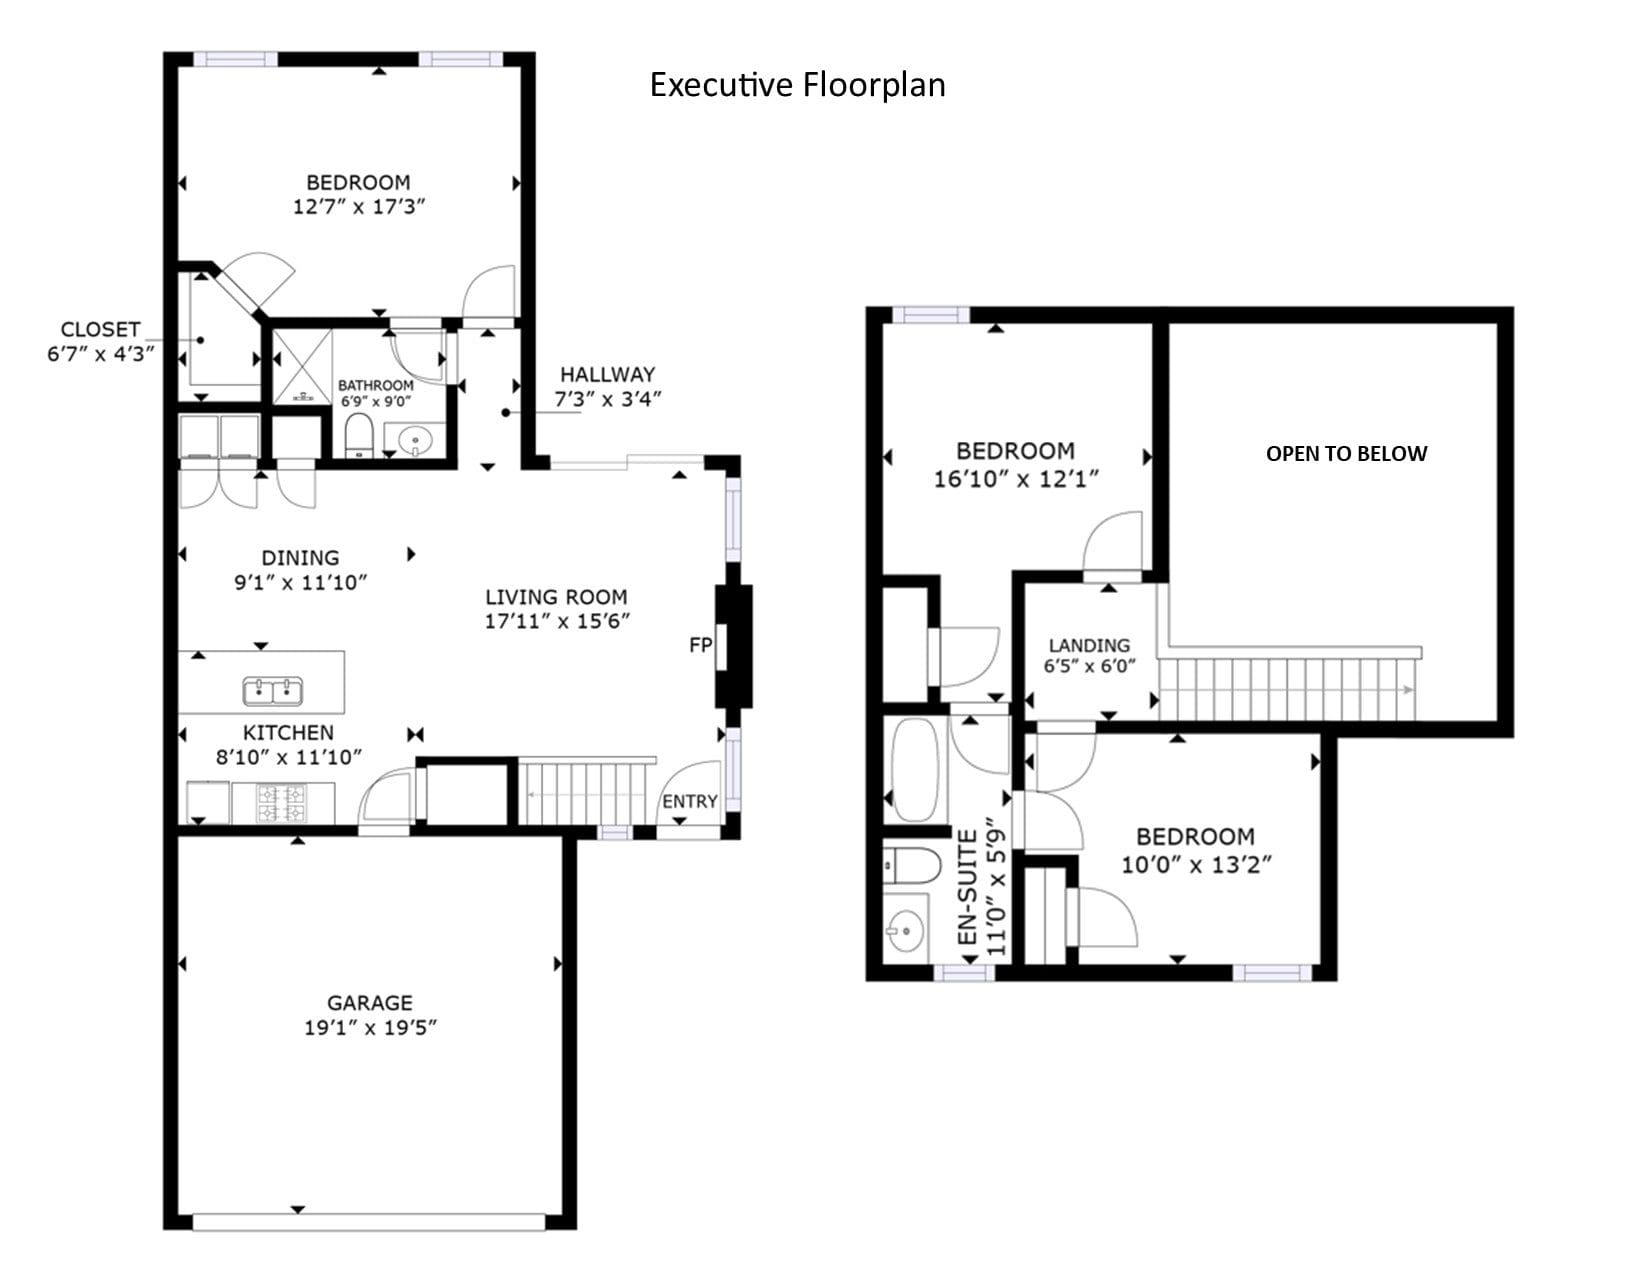 Executive Floorplan
BEDROOM
12’7” x 17’3”
CLOSET
6’7” x 4’3”
BATHROOM
6’9” x 9’0”
HALLWAY
7’3” x 3’4”
DINING
9’1” x 11’10”
LIVING ROOM
17’11” x 15’6”
FP
KITCHEN
8’10” x 11’10”
ENTRY
GARAGE
19’1” x 19’5”
BEDROOM
16’10” x 12’1”
OPEN TO BELOW
LANDING
6’5” x 6’0”
BEDROOM
10’0” x 13’2”
EN-SUITE
11’0” x 5’9”